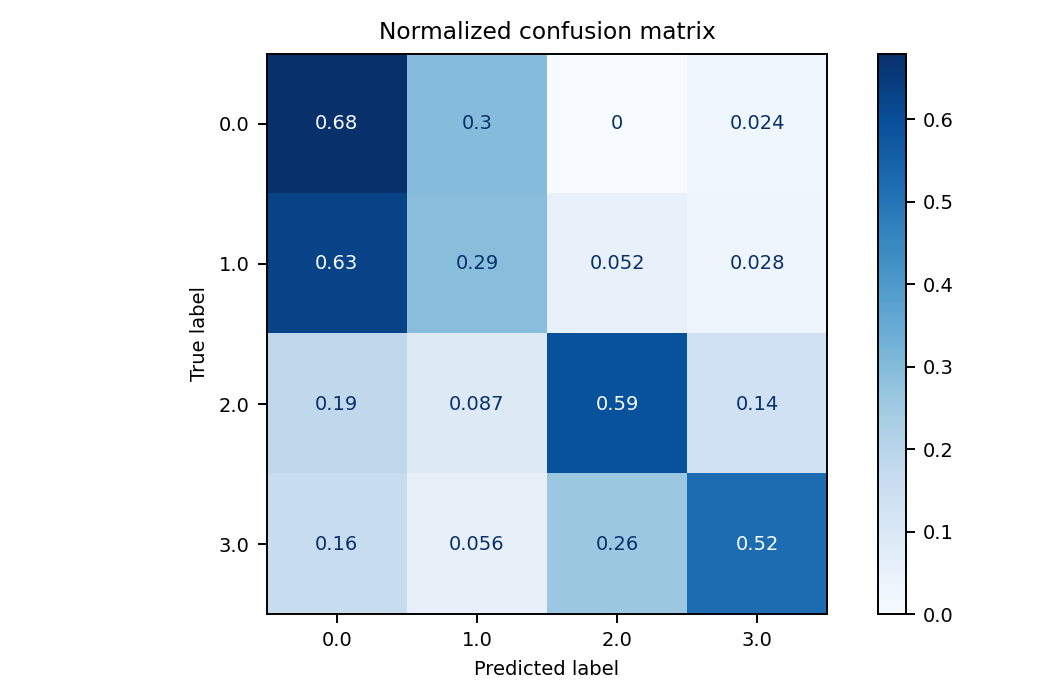 Normalized confusion matrix
0.0 0.68 0.3 0 0.024 0.6
0.5
1.0 0.63 0.29 0.052 0.028
0.4
True label
0.3
2.0 0.19 0.087 0.59 0.14
0.2
3.0 0.16 0.056 0.26 0.52
0.1
0.0
0.0 1.0 2.0 3.0
Predicted label